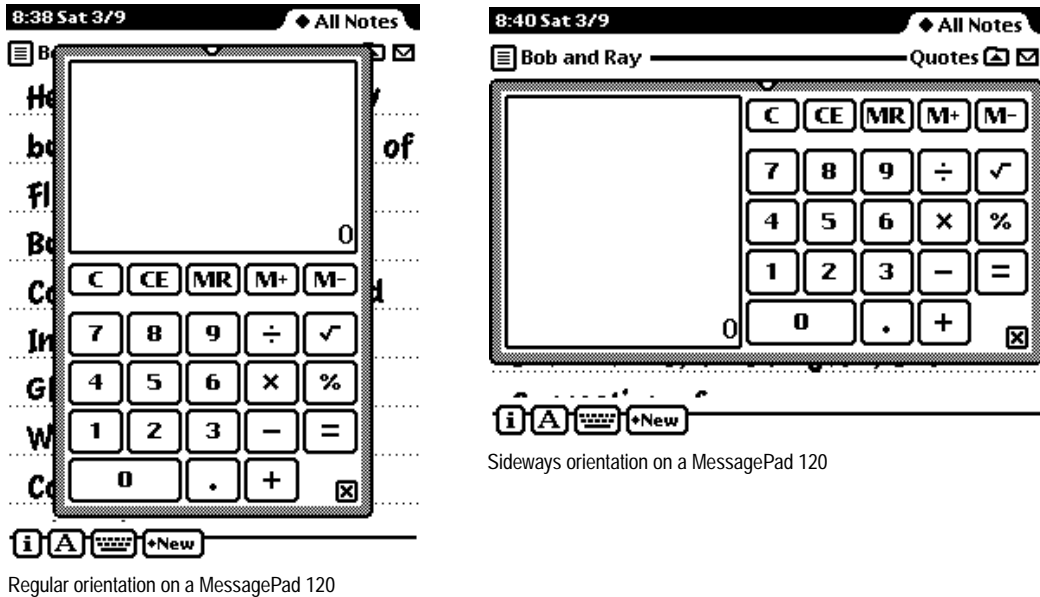 8:38 Sat 3/9 ◆ All Notes
of
0
C CE MR M+ M−
7 8 9 ÷ √
4 5 6 × %
1 2 3 − =
0 . +
i A ◆New
Regular orientation on a MessagePad 120
8:40 Sat 3/9 ◆ All Notes
Bob and Ray Quotes
C CE MR M+ M−
7 8 9 ÷ √
4 5 6 × %
1 2 3 − =
0 0 . +
i A ◆New
Sideways orientation on a MessagePad 120